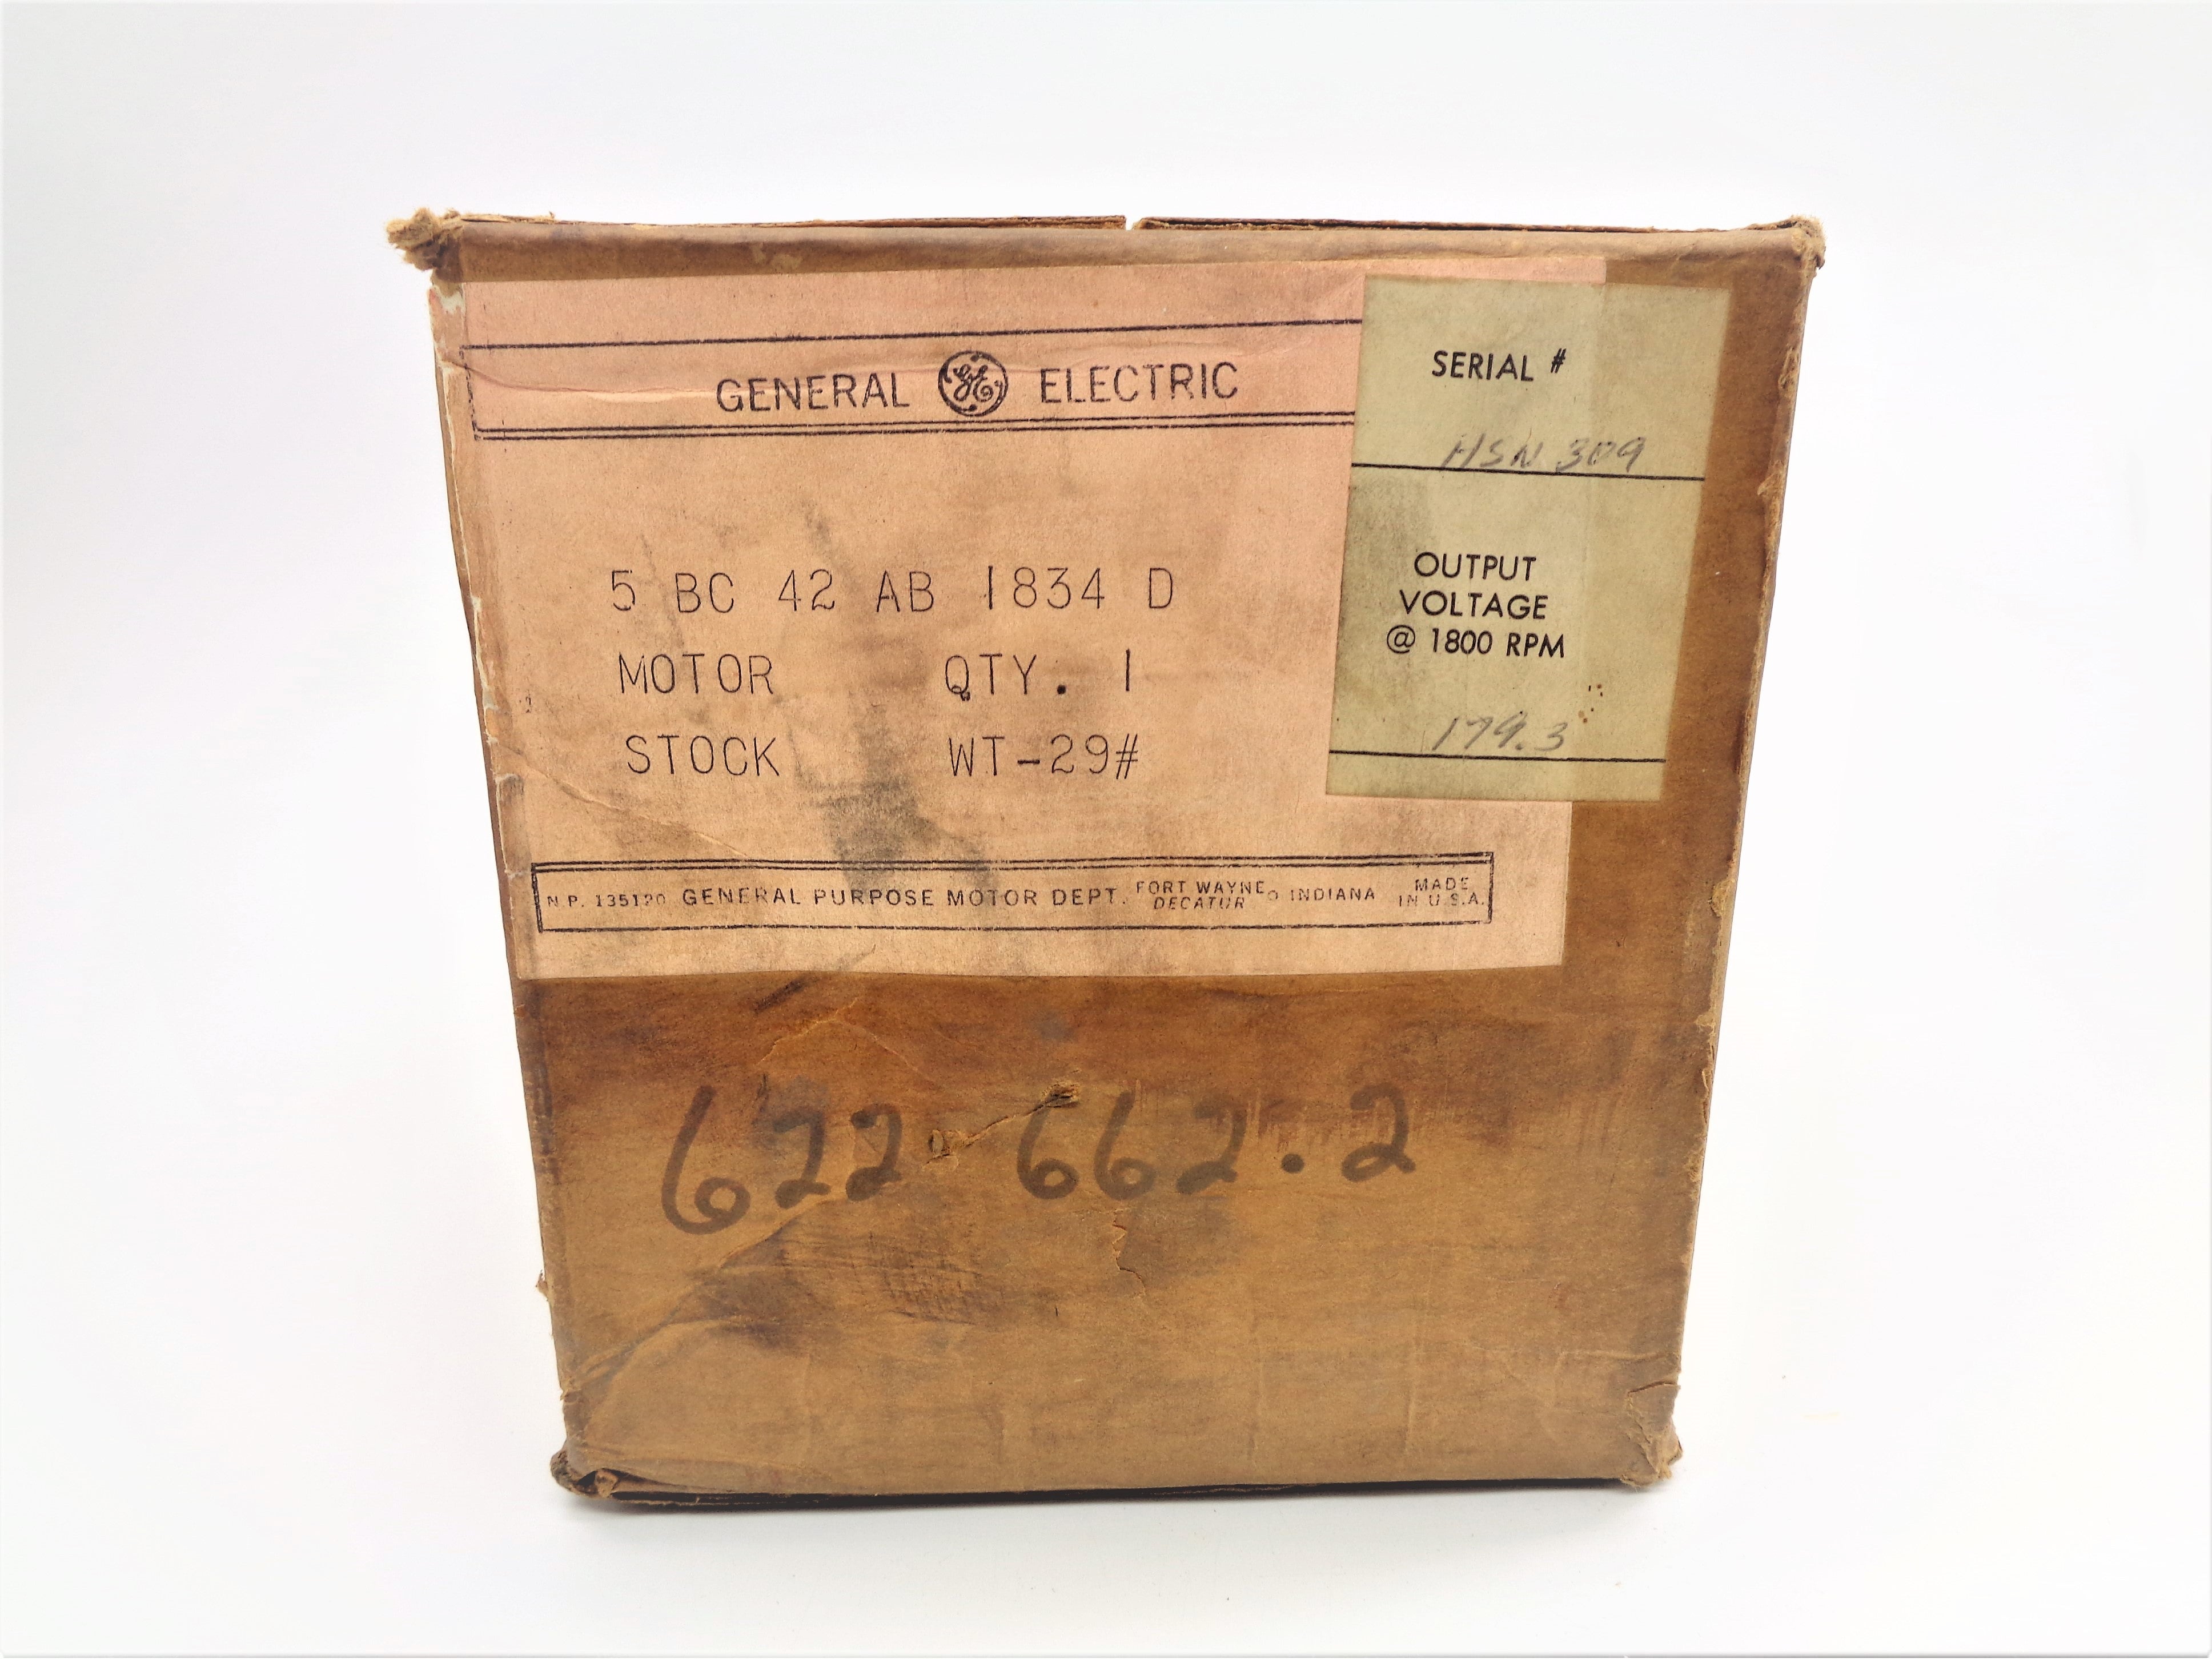 GENERAL GE ELECTRIC
5 BC 42 AB 1834 D
MOTOR QTY. 1
STOCK WT-29#
N.P. 135120 GENERAL PURPOSE MOTOR DEPT. FORT WAYNE DECATUR INDIANA MADE IN U.S.A.
SERIAL #
HSN 309
OUTPUT
VOLTAGE
@ 1800 RPM
179.3
622 662.2